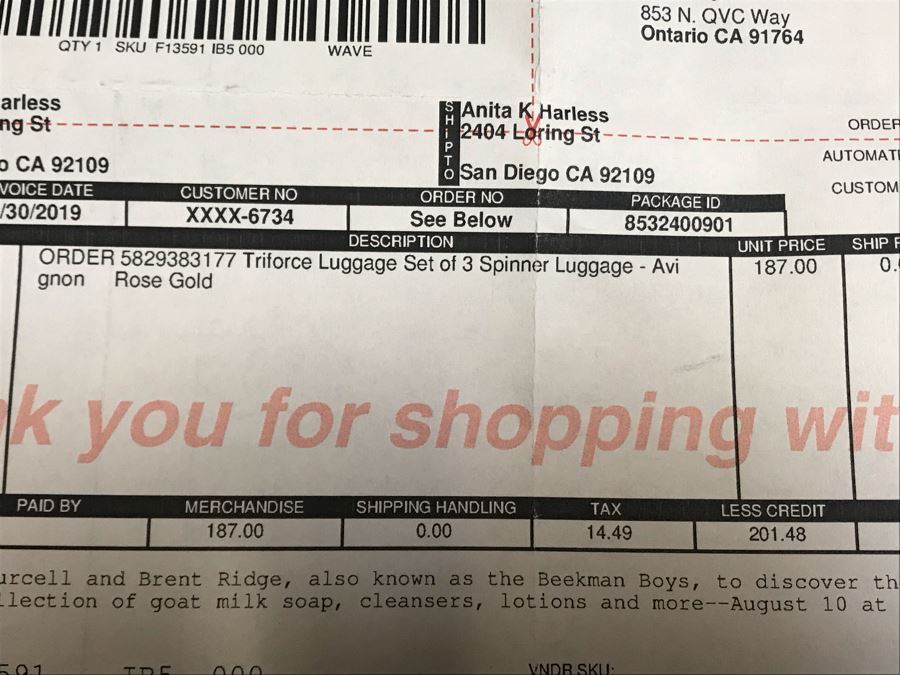 853 N. QVC Way
Ontario CA 91764
QTY 1 SKU F13591 IB5 000 WAVE
arless
ng St
o CA 92109
SHIP TO
Anita K Harless
2404 Loring St
San Diego CA 92109
ORDER
AUTOMATI
CUSTOM
VOICE DATE CUSTOMER NO ORDER NO PACKAGE ID
/30/2019 XXXX-6734 See Below 8532400901
DESCRIPTION UNIT PRICE SHIP
ORDER 5829383177 Triforce Luggage Set of 3 Spinner Luggage - Avi 187.00 0.
gnon Rose Gold
k you for shopping wit
PAID BY MERCHANDISE SHIPPING HANDLING TAX LESS CREDIT
187.00 0.00 14.49 201.48
urcell and Brent Ridge, also known as the Beekman Boys, to discover th
llection of goat milk soap, cleansers, lotions and more--August 10 at
VNDR SKU: